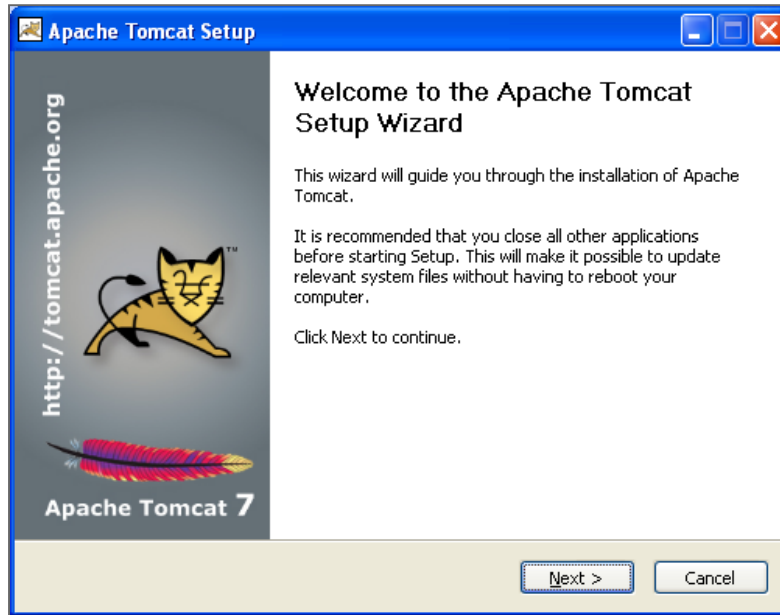 Apache Tomcat Setup
http://tomcat.apache.org
TM
Apache Tomcat 7
Welcome to the Apache Tomcat
Setup Wizard
This wizard will guide you through the installation of Apache
Tomcat.
It is recommended that you close all other applications
before starting Setup. This will make it possible to update
relevant system files without having to reboot your
computer.
Click Next to continue.
Next >
Cancel